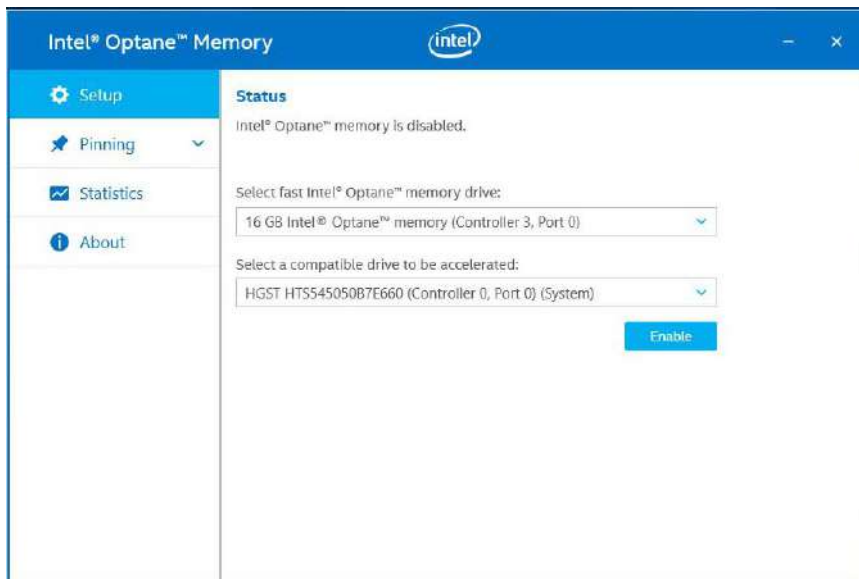 Intel® Optane™ Memory
intel
Setup
Pinning
Statistics
About
Status
Intel® Optane™ memory is disabled.
Select fast Intel® Optane™ memory drive:
16 GB Intel® Optane™ memory (Controller 3, Port 0)
Select a compatible drive to be accelerated:
HGST HTS545050B7E660 (Controller 0, Port 0) (System)
Enable